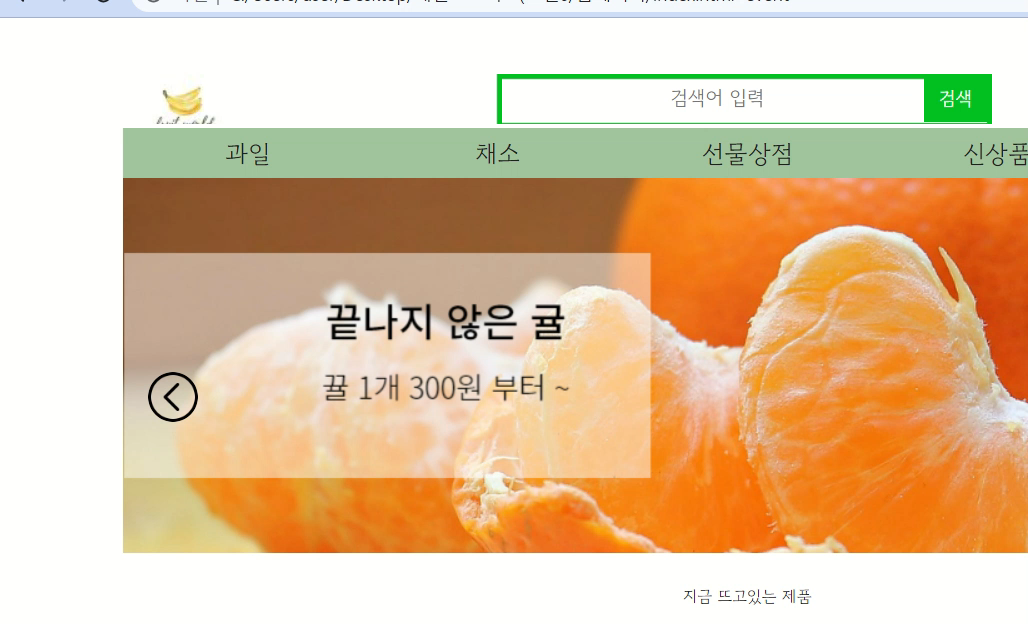 검색어 입력
검색
과일
채소
선물상점
신상품
끝나지 않은 귤
뀰 1개 300원 부터 ~
지금 뜨고있는 제품